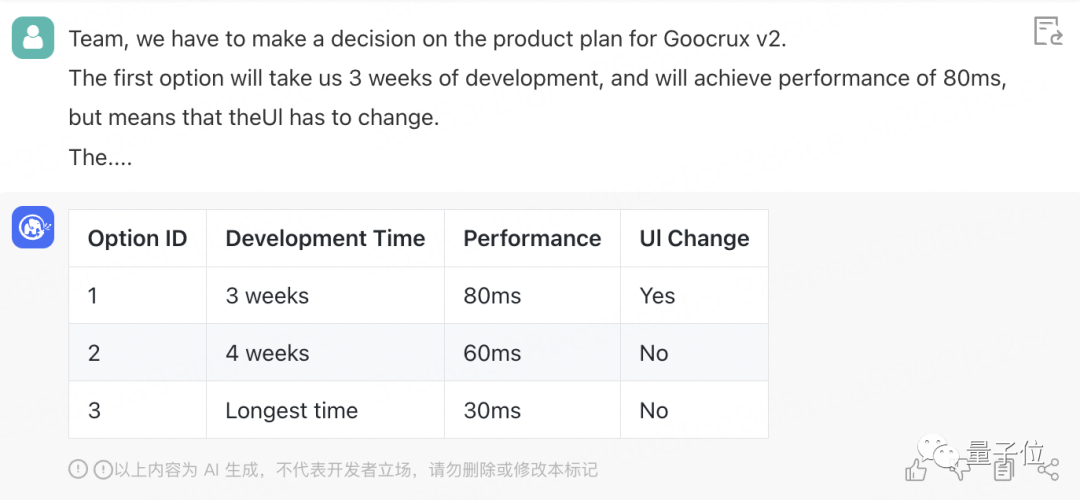 Team, we have to make a decision on the product plan for Goocrux v2.
The first option will take us 3 weeks of development, and will achieve performance of 80ms,
but means that theUI has to change.
The....
Option ID Development Time Performance UI Change
1 3 weeks 80ms Yes
2 4 weeks 60ms No
3 Longest time 30ms No
以上内容为 AI 生成，不代表开发者立场，请勿删除或修改本标记
量子位